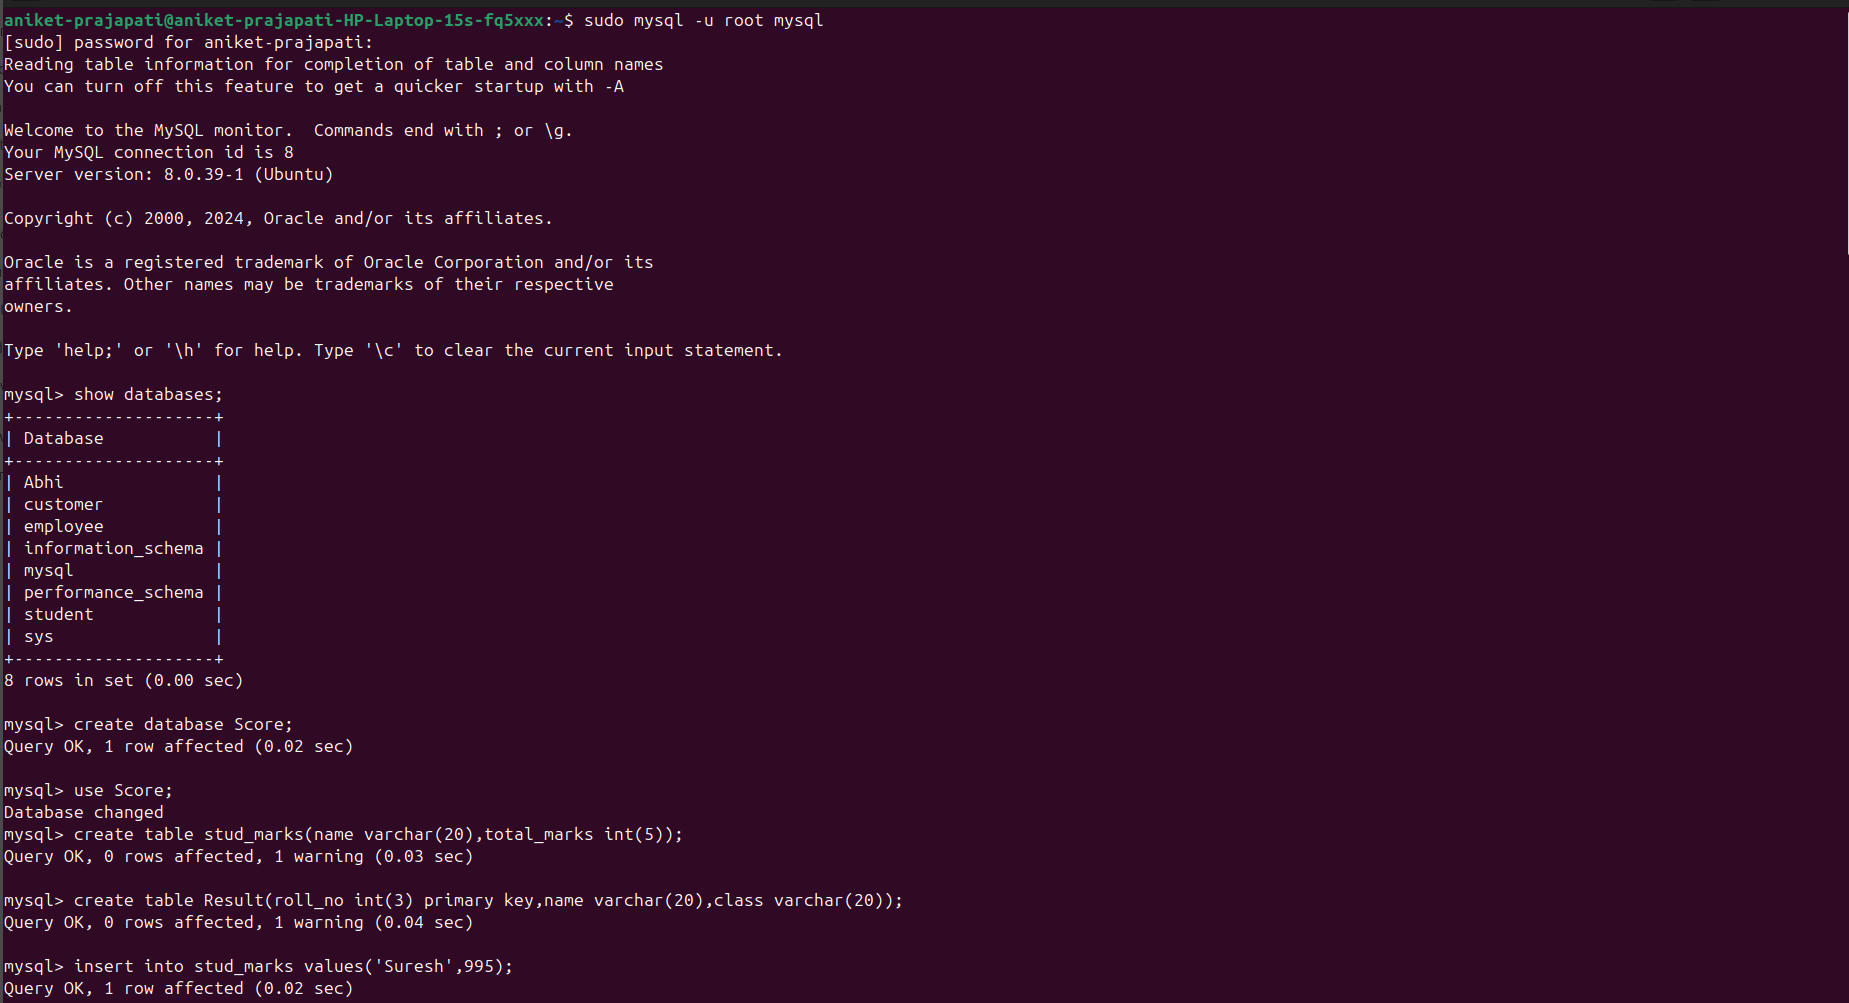 aniket-prajapati@aniket-prajapati-HP-Laptop-15s-fq5xxx:~$ sudo mysql -u root mysql
[sudo] password for aniket-prajapati:
Reading table information for completion of table and column names
You can turn off this feature to get a quicker startup with -A
Welcome to the MySQL monitor.  Commands end with ; or \g.
Your MySQL connection id is 8
Server version: 8.0.39-1 (Ubuntu)
Copyright (c) 2000, 2024, Oracle and/or its affiliates.
Oracle is a registered trademark of Oracle Corporation and/or its
affiliates. Other names may be trademarks of their respective
owners.
Type 'help;' or '\h' for help. Type '\c' to clear the current input statement.
mysql> show databases;
+--------------------+
| Database           |
+--------------------+
| Abhi               |
| customer           |
| employee           |
| information_schema |
| mysql              |
| performance_schema |
| student            |
| sys                |
+--------------------+
8 rows in set (0.00 sec)
mysql> create database Score;
Query OK, 1 row affected (0.02 sec)
mysql> use Score;
Database changed
mysql> create table stud_marks(name varchar(20),total_marks int(5));
Query OK, 0 rows affected, 1 warning (0.03 sec)
mysql> create table Result(roll_no int(3) primary key,name varchar(20),class varchar(20));
Query OK, 0 rows affected, 1 warning (0.04 sec)
mysql> insert into stud_marks values('Suresh',995);
Query OK, 1 row affected (0.02 sec)